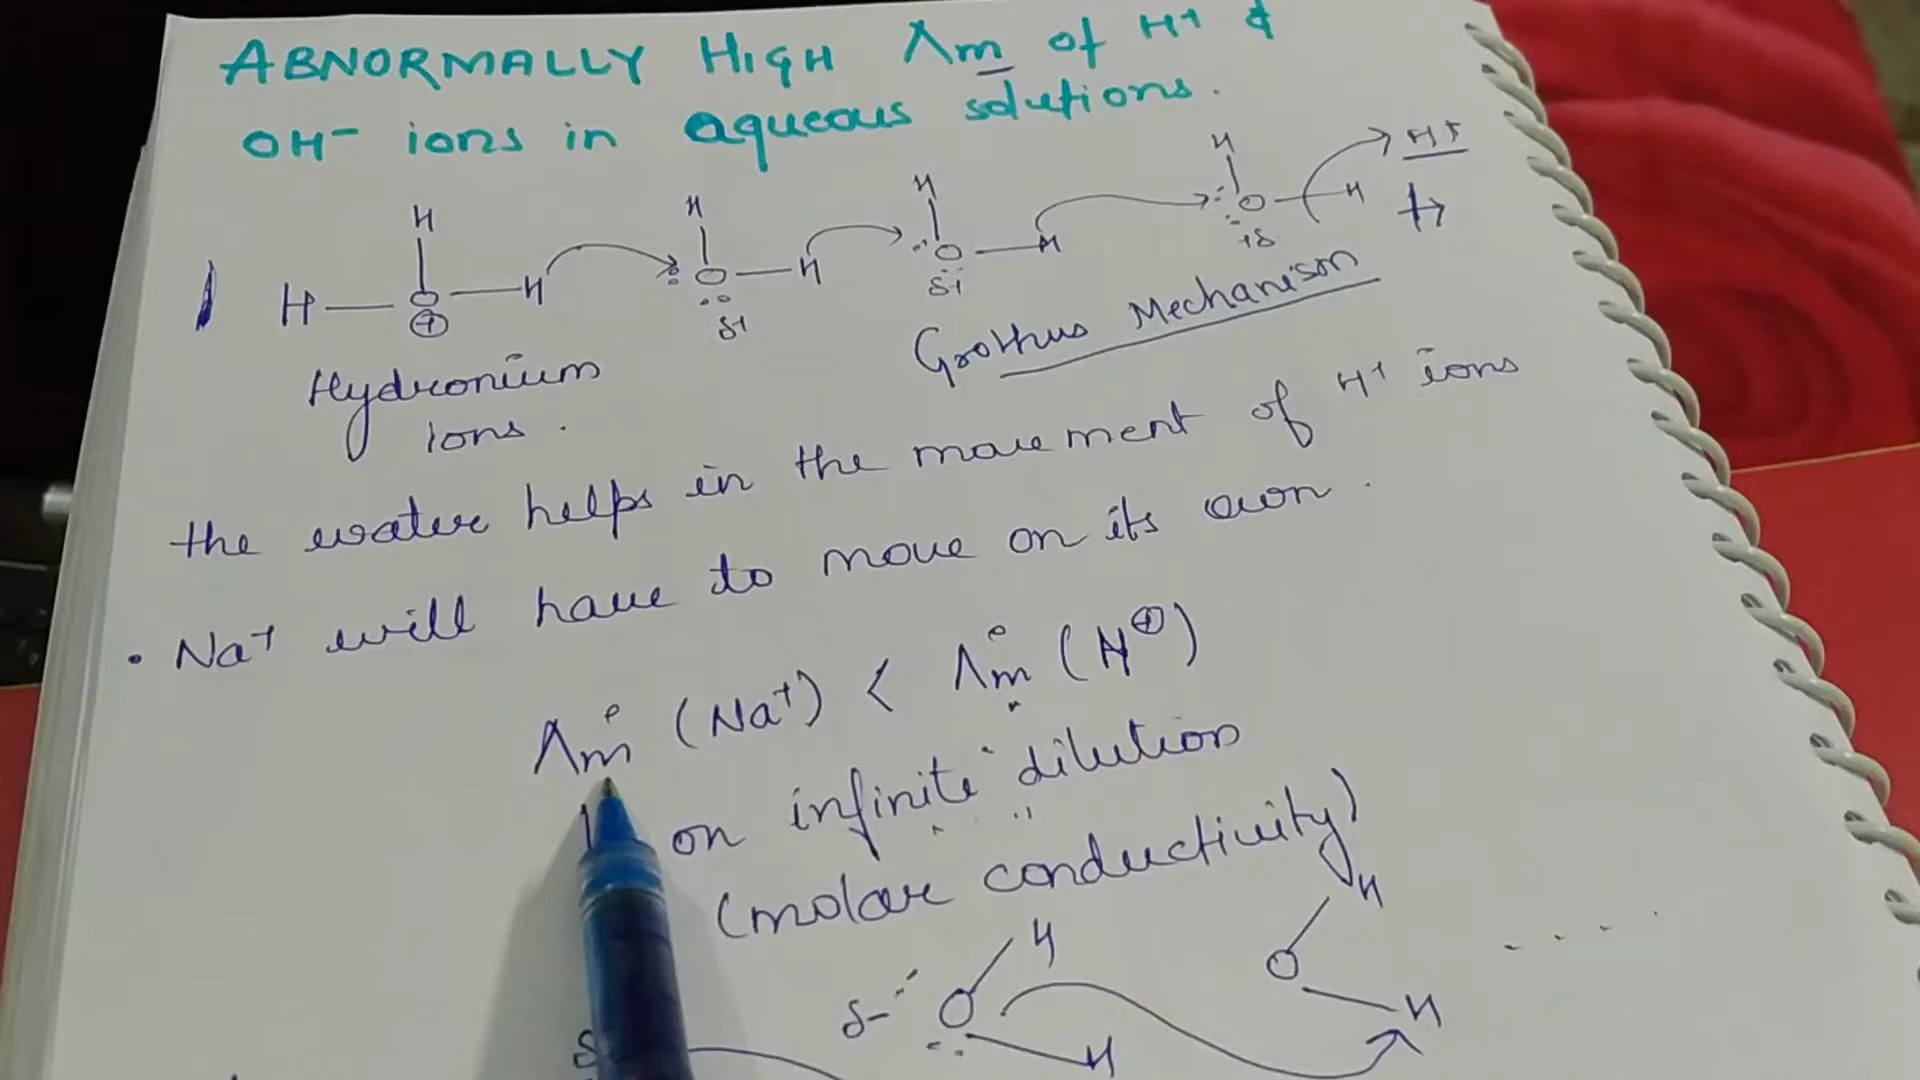 ABNORMALLY HIGH Λm of H+ &
OH- ions in aqueous solutions.
H H H H H+
H — O — H O — H O — H O — H
+ δ+ δ+ +δ
Hydronium
ions.
Grotthus Mechanism
the water helps in the movement of H+ ions
• Na+ will have to move on its own.
Λ°m (Na+) < Λ°m (H⊕)
on infinite dilution
(molar conductivity)
δ- O H H
O H H